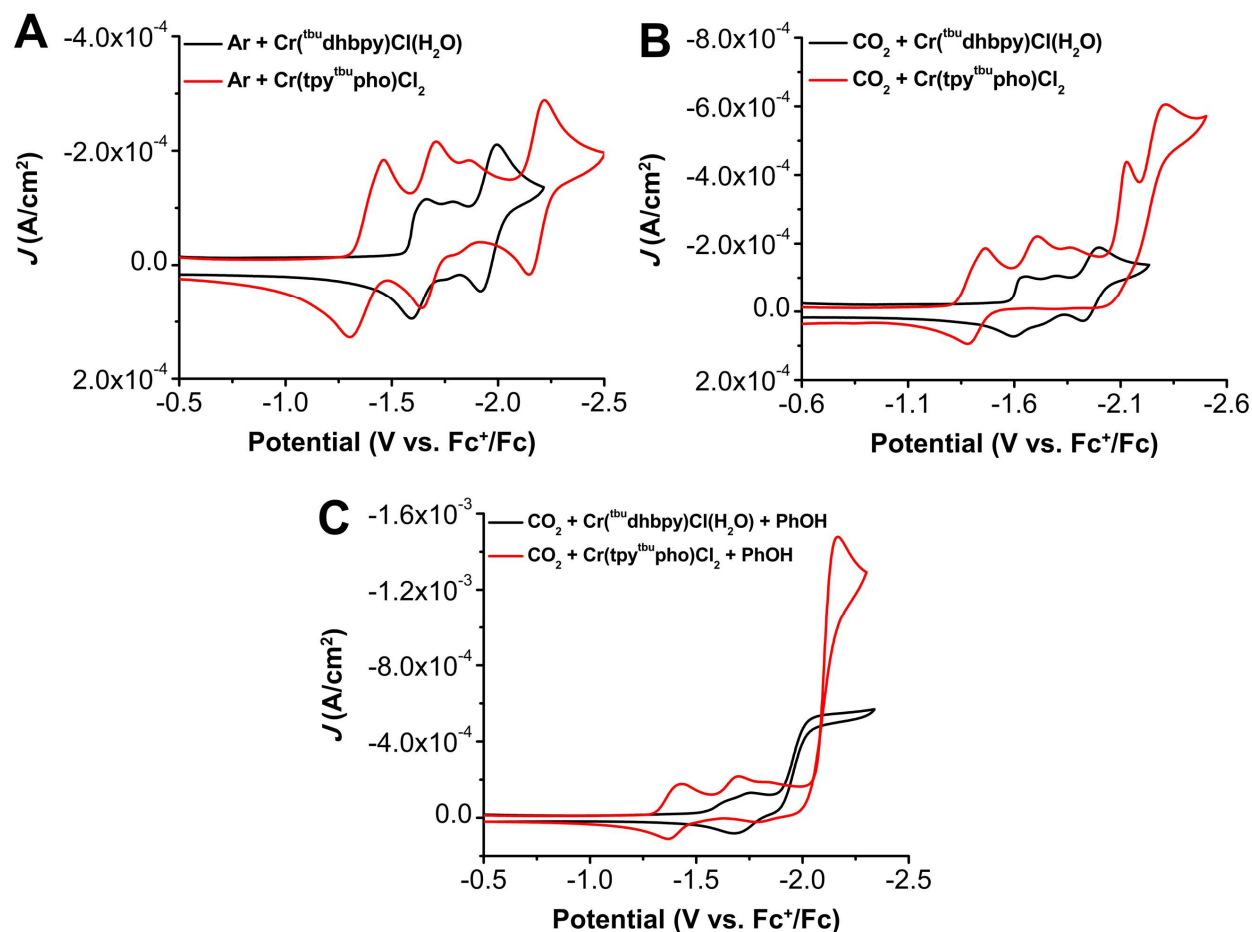 A
Ar + Cr(ᵗᵇᵘdhbpy)Cl(H₂O)
Ar + Cr(tpyᵗᵇᵘpho)Cl₂
-4.0x10⁻⁴
-2.0x10⁻⁴
0.0
2.0x10⁻⁴
J (A/cm²)
-0.5 -1.0 -1.5 -2.0 -2.5
Potential (V vs. Fc⁺/Fc)
B
CO₂ + Cr(ᵗᵇᵘdhbpy)Cl(H₂O)
CO₂ + Cr(tpyᵗᵇᵘpho)Cl₂
-8.0x10⁻⁴
-6.0x10⁻⁴
-4.0x10⁻⁴
-2.0x10⁻⁴
0.0
2.0x10⁻⁴
J (A/cm²)
-0.6 -1.1 -1.6 -2.1 -2.6
Potential (V vs. Fc⁺/Fc)
C
CO₂ + Cr(ᵗᵇᵘdhbpy)Cl(H₂O) + PhOH
CO₂ + Cr(tpyᵗᵇᵘpho)Cl₂ + PhOH
-1.6x10⁻³
-1.2x10⁻³
-8.0x10⁻⁴
-4.0x10⁻⁴
0.0
J (A/cm²)
-0.5 -1.0 -1.5 -2.0 -2.5
Potential (V vs. Fc⁺/Fc)